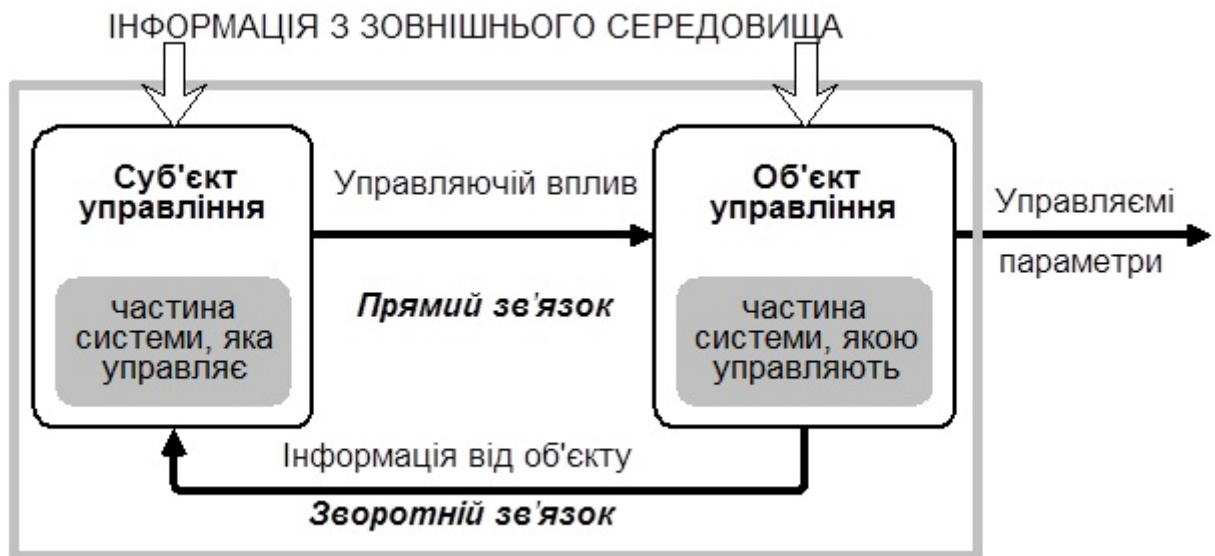 ІНФОРМАЦІЯ З ЗОВНІШНЬОГО СЕРЕДОВИЩА
Суб'єкт
управління
частина
системи, яка
управляє
Управляючій вплив
Прямий зв'язок
Об'єкт
управління
частина
системи, якою
управляють
Управляємі
параметри
Інформація від об'єкту
Зворотній зв'язок